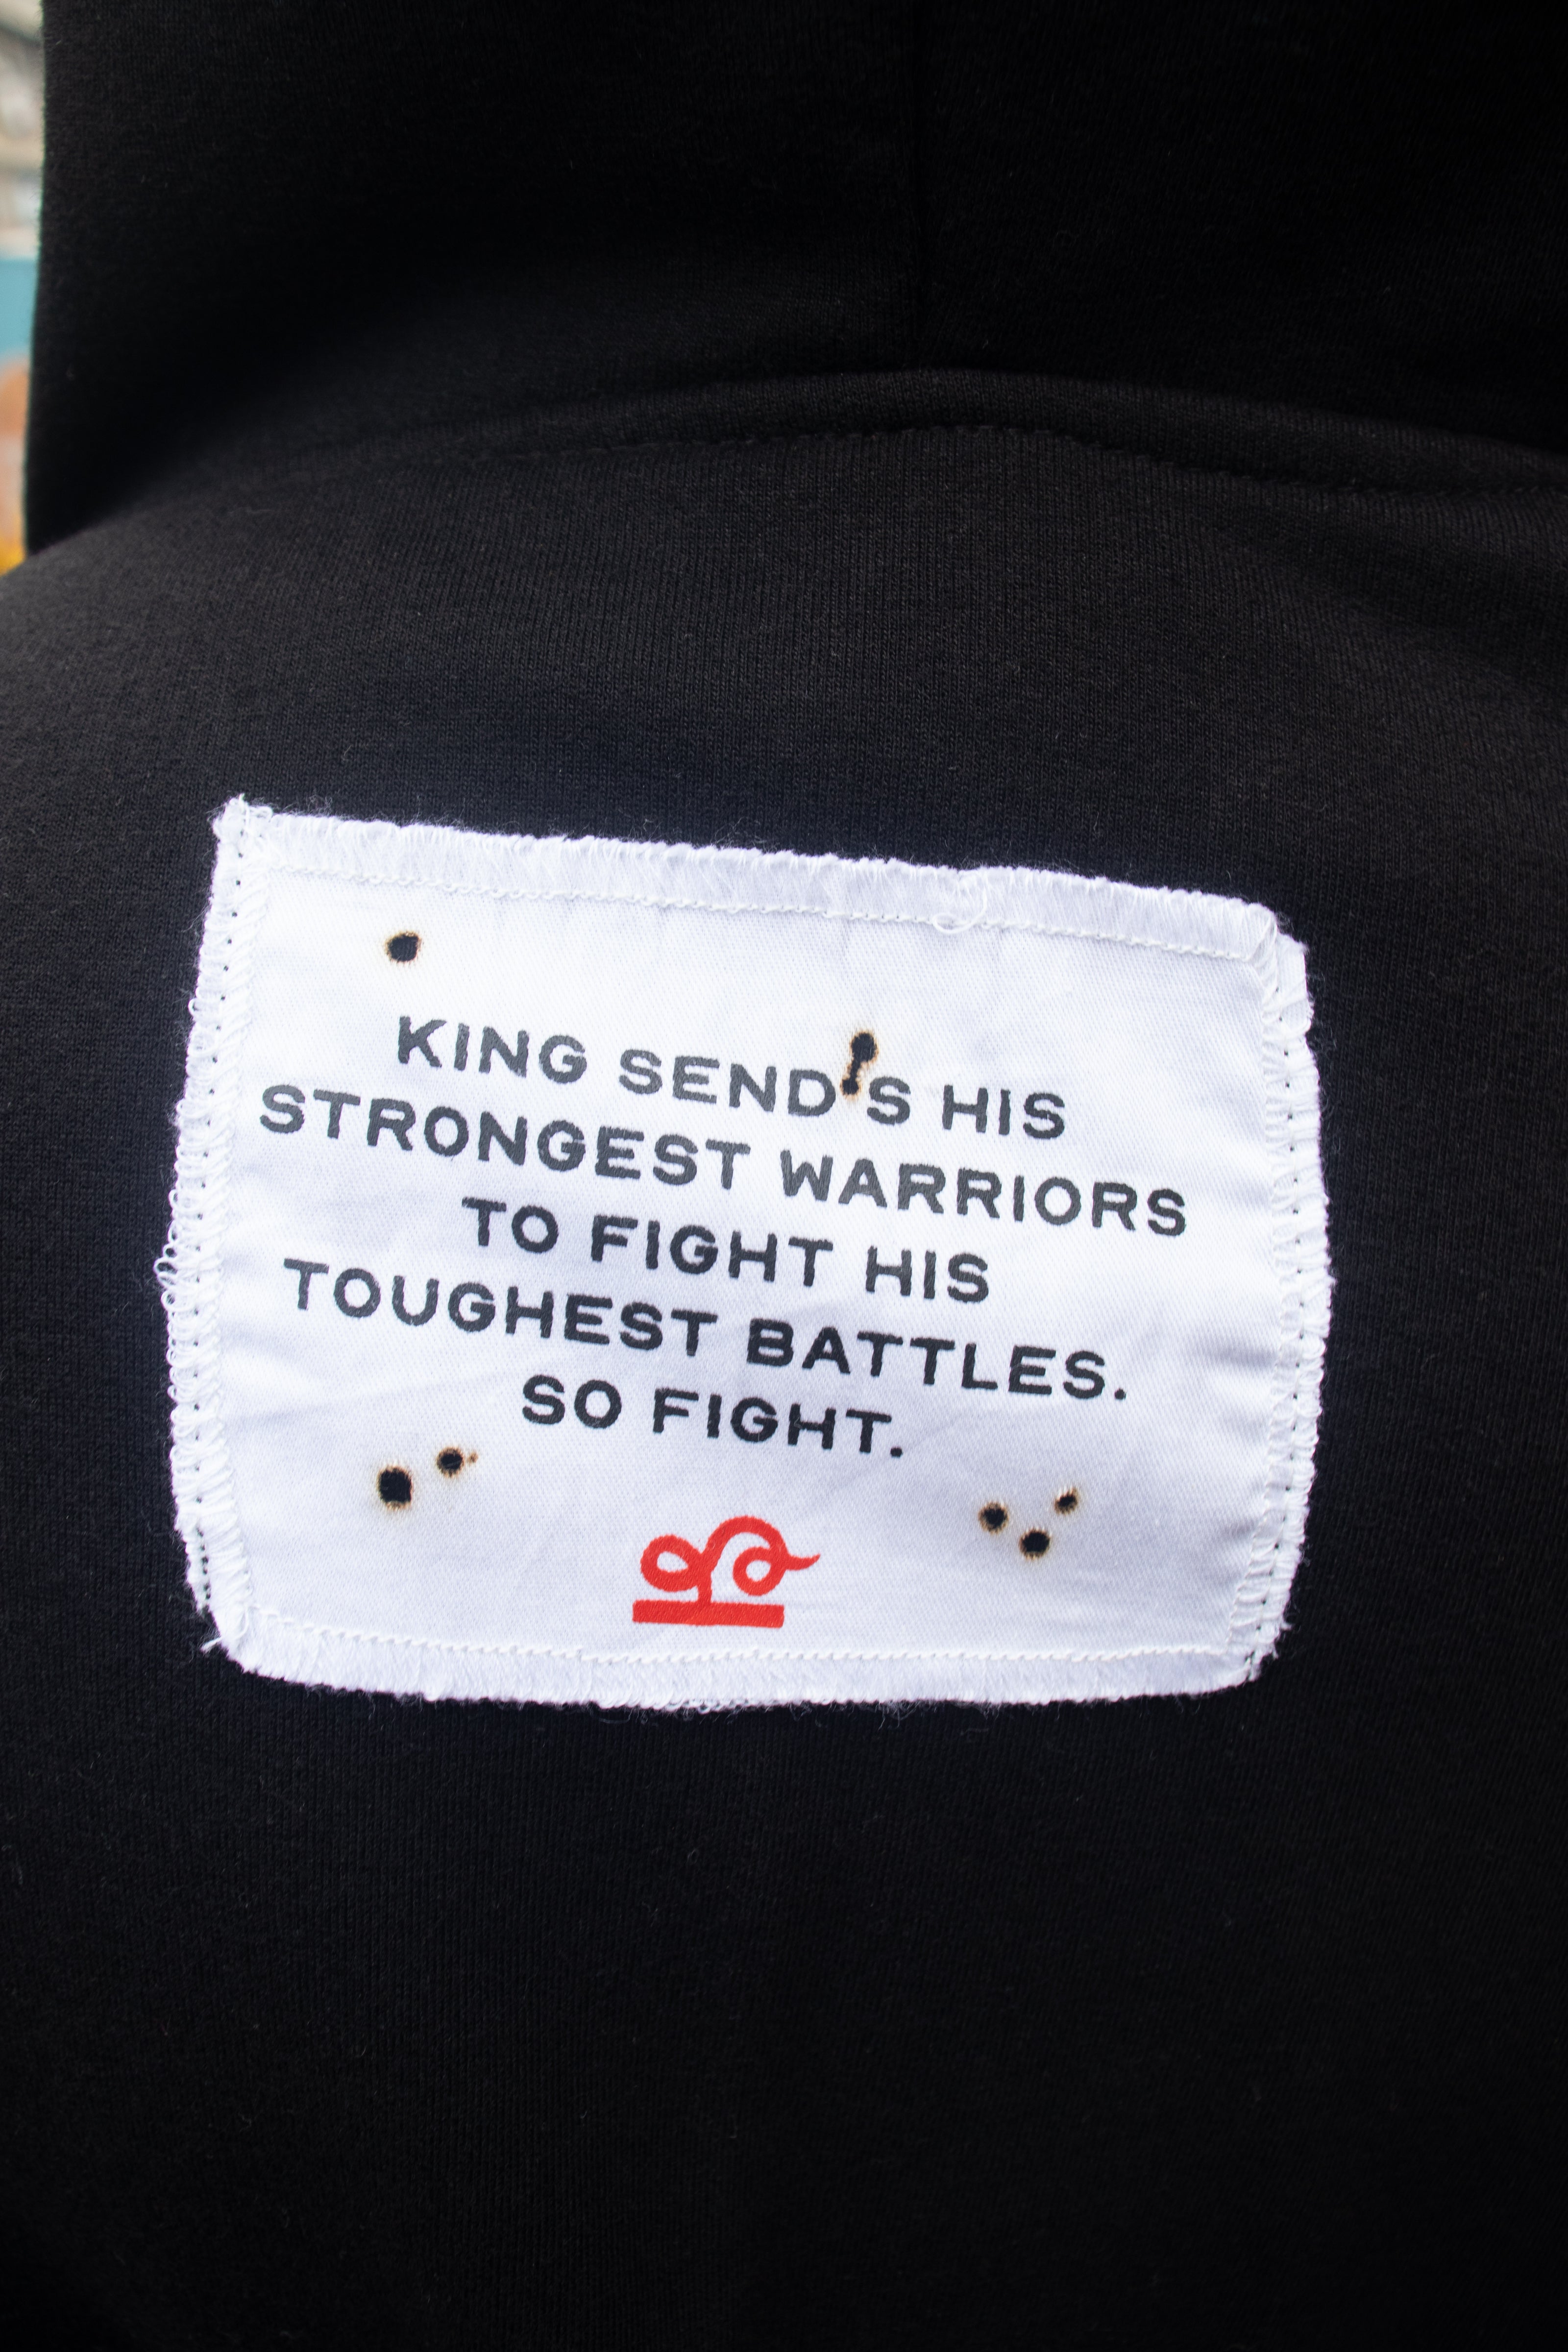 KING SEND'S HIS
STRONGEST WARRIORS
TO FIGHT HIS
TOUGHEST BATTLES.
SO FIGHT.